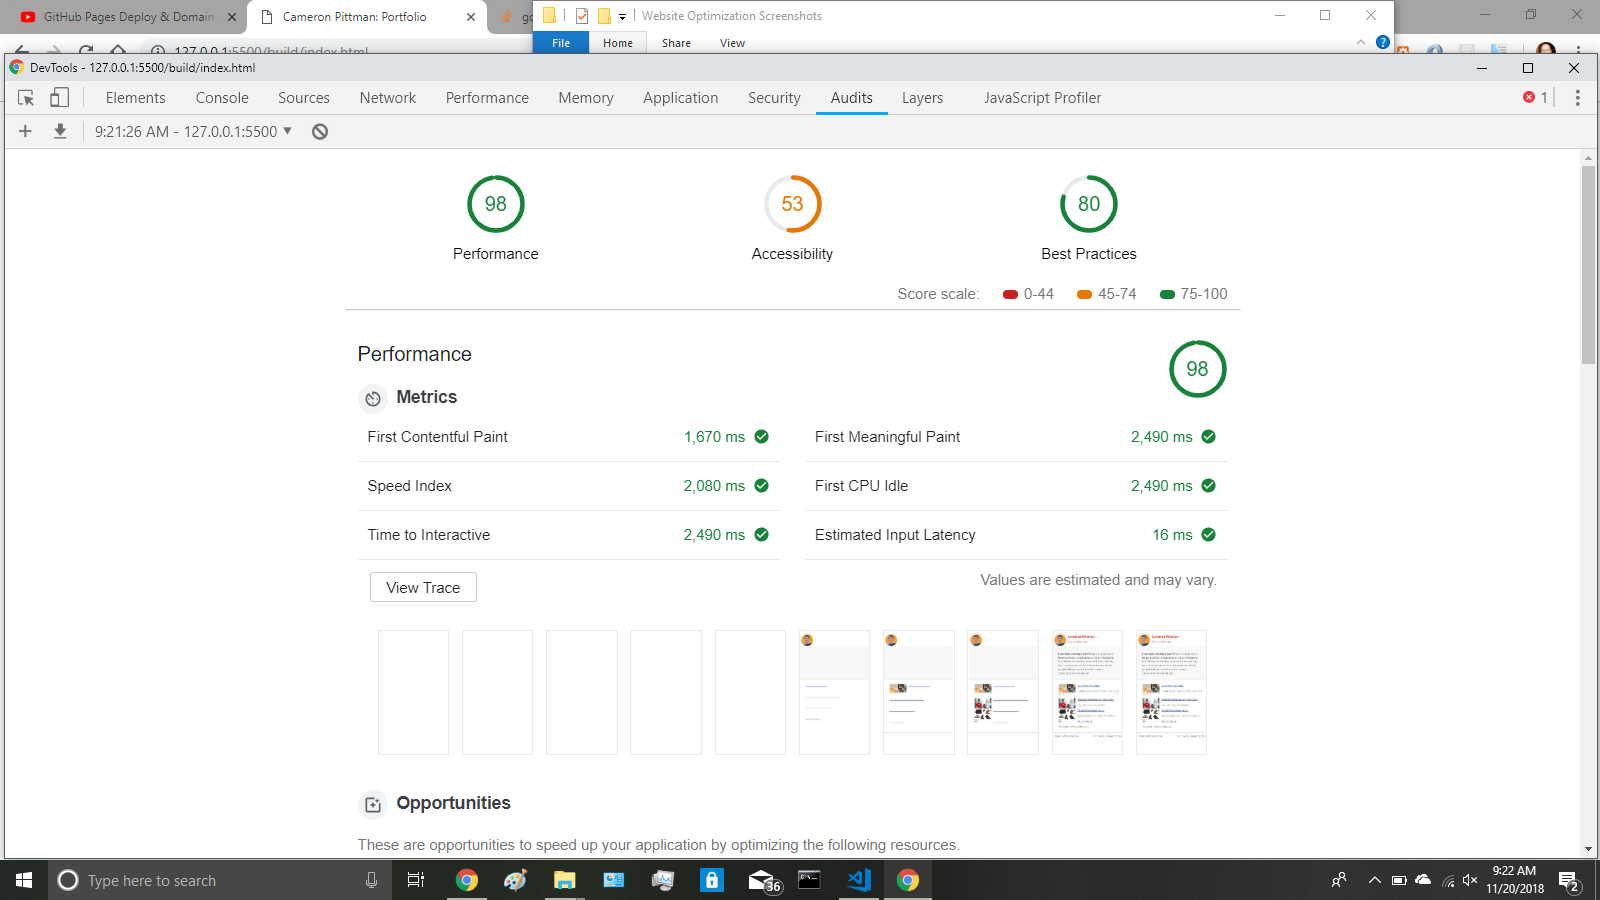 GitHub Pages Deploy & Domain
Cameron Pittman: Portfolio
Website Optimization Screenshots
File Home Share View
127.0.0.1:5500/build/index.html
DevTools - 127.0.0.1:5500/build/index.html
Elements Console Sources Network Performance Memory Application Security Audits Layers JavaScript Profiler 1
9:21:26 AM - 127.0.0.1:5500
98 53 80
Performance Accessibility Best Practices
Score scale: 0-44 45-74 75-100
Performance 98
Metrics
First Contentful Paint 1,670 ms First Meaningful Paint 2,490 ms
Speed Index 2,080 ms First CPU Idle 2,490 ms
Time to Interactive 2,490 ms Estimated Input Latency 16 ms
View Trace Values are estimated and may vary.
Opportunities
These are opportunities to speed up your application by optimizing the following resources.
Type here to search 36 9:22 AM
11/20/2018 2